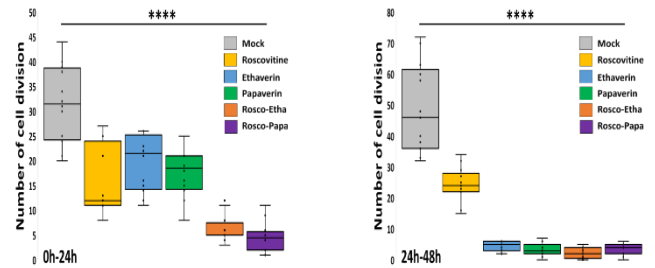 ****
Number of cell division
50
45
40
35
30
25
20
15
10
5
0
Mock
Roscovitine
Ethaverin
Papaverin
Rosco-Etha
Rosco-Papa
0h-24h
****
Number of cell division
80
70
60
50
40
30
20
10
0
Mock
Roscovitine
Ethaverin
Papaverin
Rosco-Etha
Rosco-Papa
24h-48h